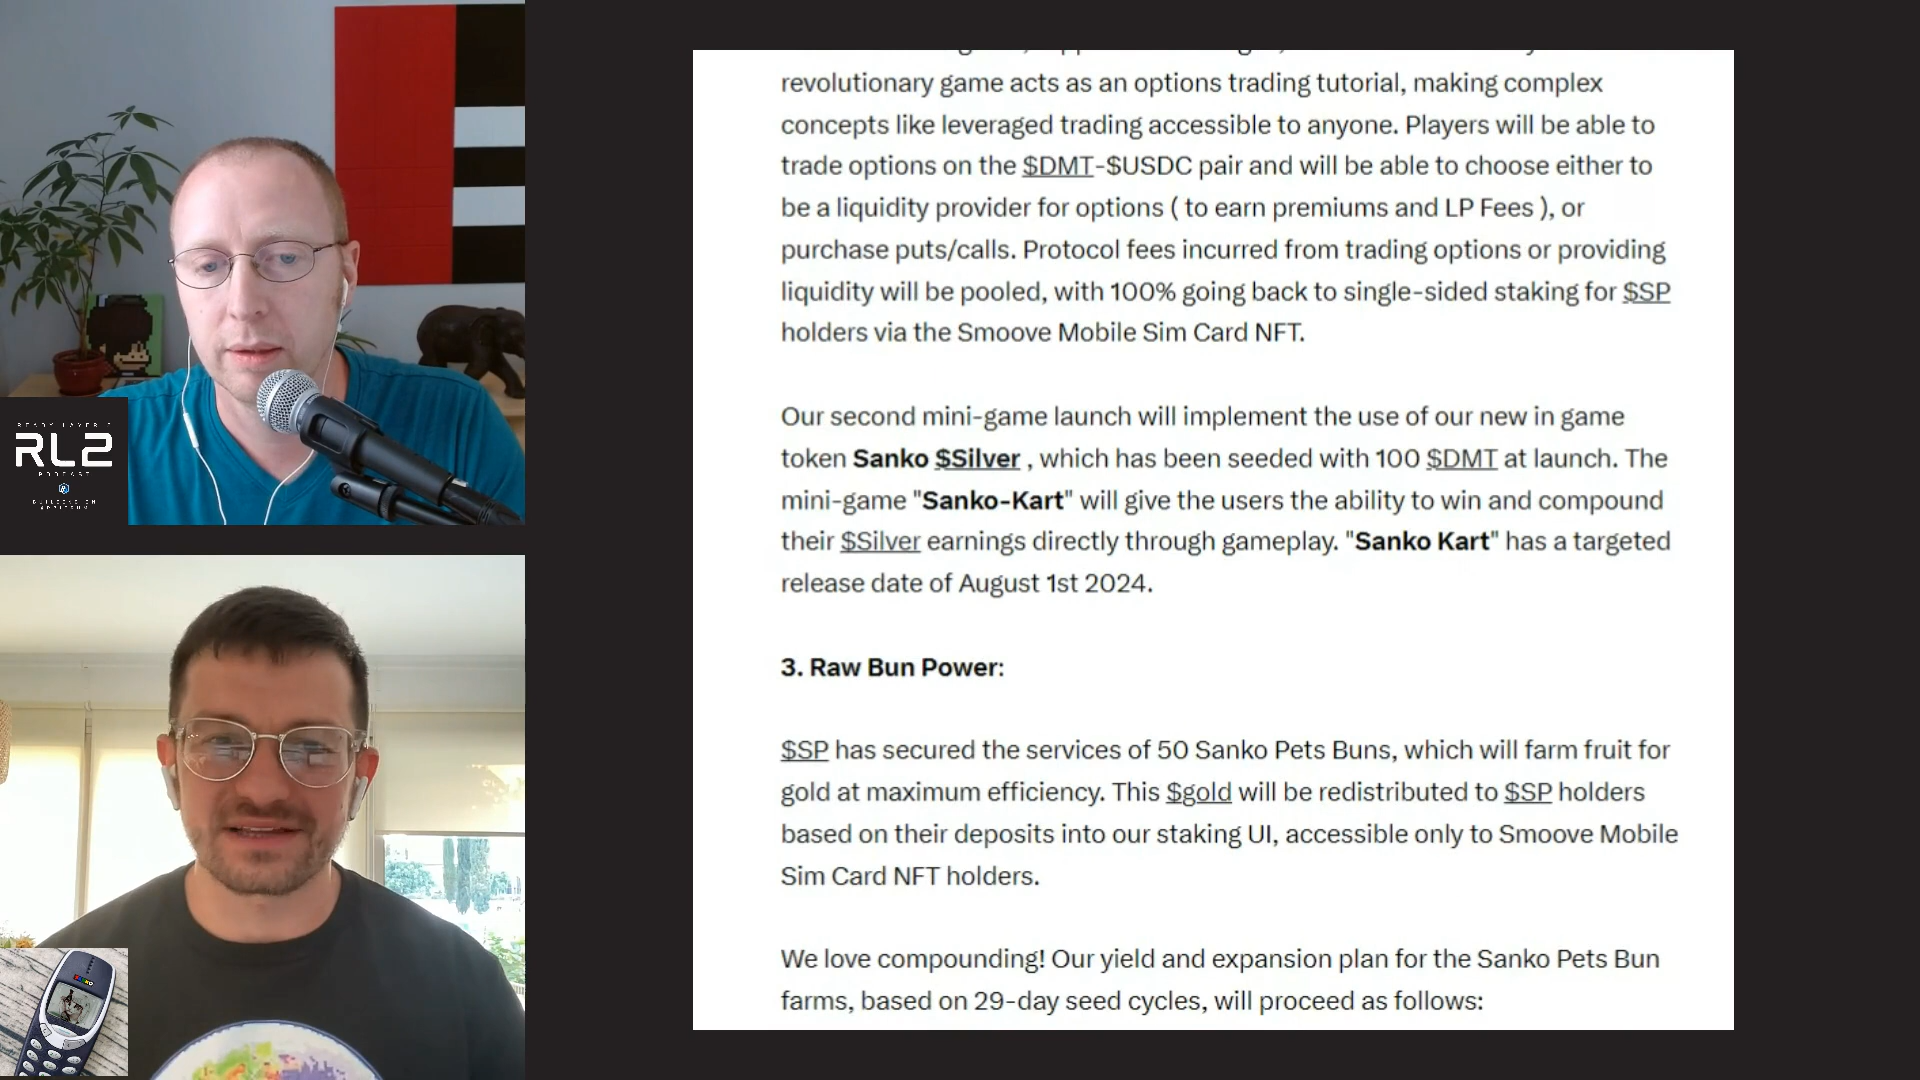 revolutionary game acts as an options trading tutorial, making complex
concepts like leveraged trading accessible to anyone. Players will be able to
trade options on the $DMT-$USDC pair and will be able to choose either to
be a liquidity provider for options ( to earn premiums and LP Fees ), or
purchase puts/calls. Protocol fees incurred from trading options or providing
liquidity will be pooled, with 100% going back to single-sided staking for $SP
holders via the Smoove Mobile Sim Card NFT.
Our second mini-game launch will implement the use of our new in game
token Sanko $Silver , which has been seeded with 100 $DMT at launch. The
mini-game "Sanko-Kart" will give the users the ability to win and compound
their $Silver earnings directly through gameplay. "Sanko Kart" has a targeted
release date of August 1st 2024.
3. Raw Bun Power:
$SP has secured the services of 50 Sanko Pets Buns, which will farm fruit for
gold at maximum efficiency. This $gold will be redistributed to $SP holders
based on their deposits into our staking UI, accessible only to Smoove Mobile
Sim Card NFT holders.
We love compounding! Our yield and expansion plan for the Sanko Pets Bun
farms, based on 29-day seed cycles, will proceed as follows:
READY LAYER 2
RL2
PODCAST
BUILDING ON
ARBITRUM